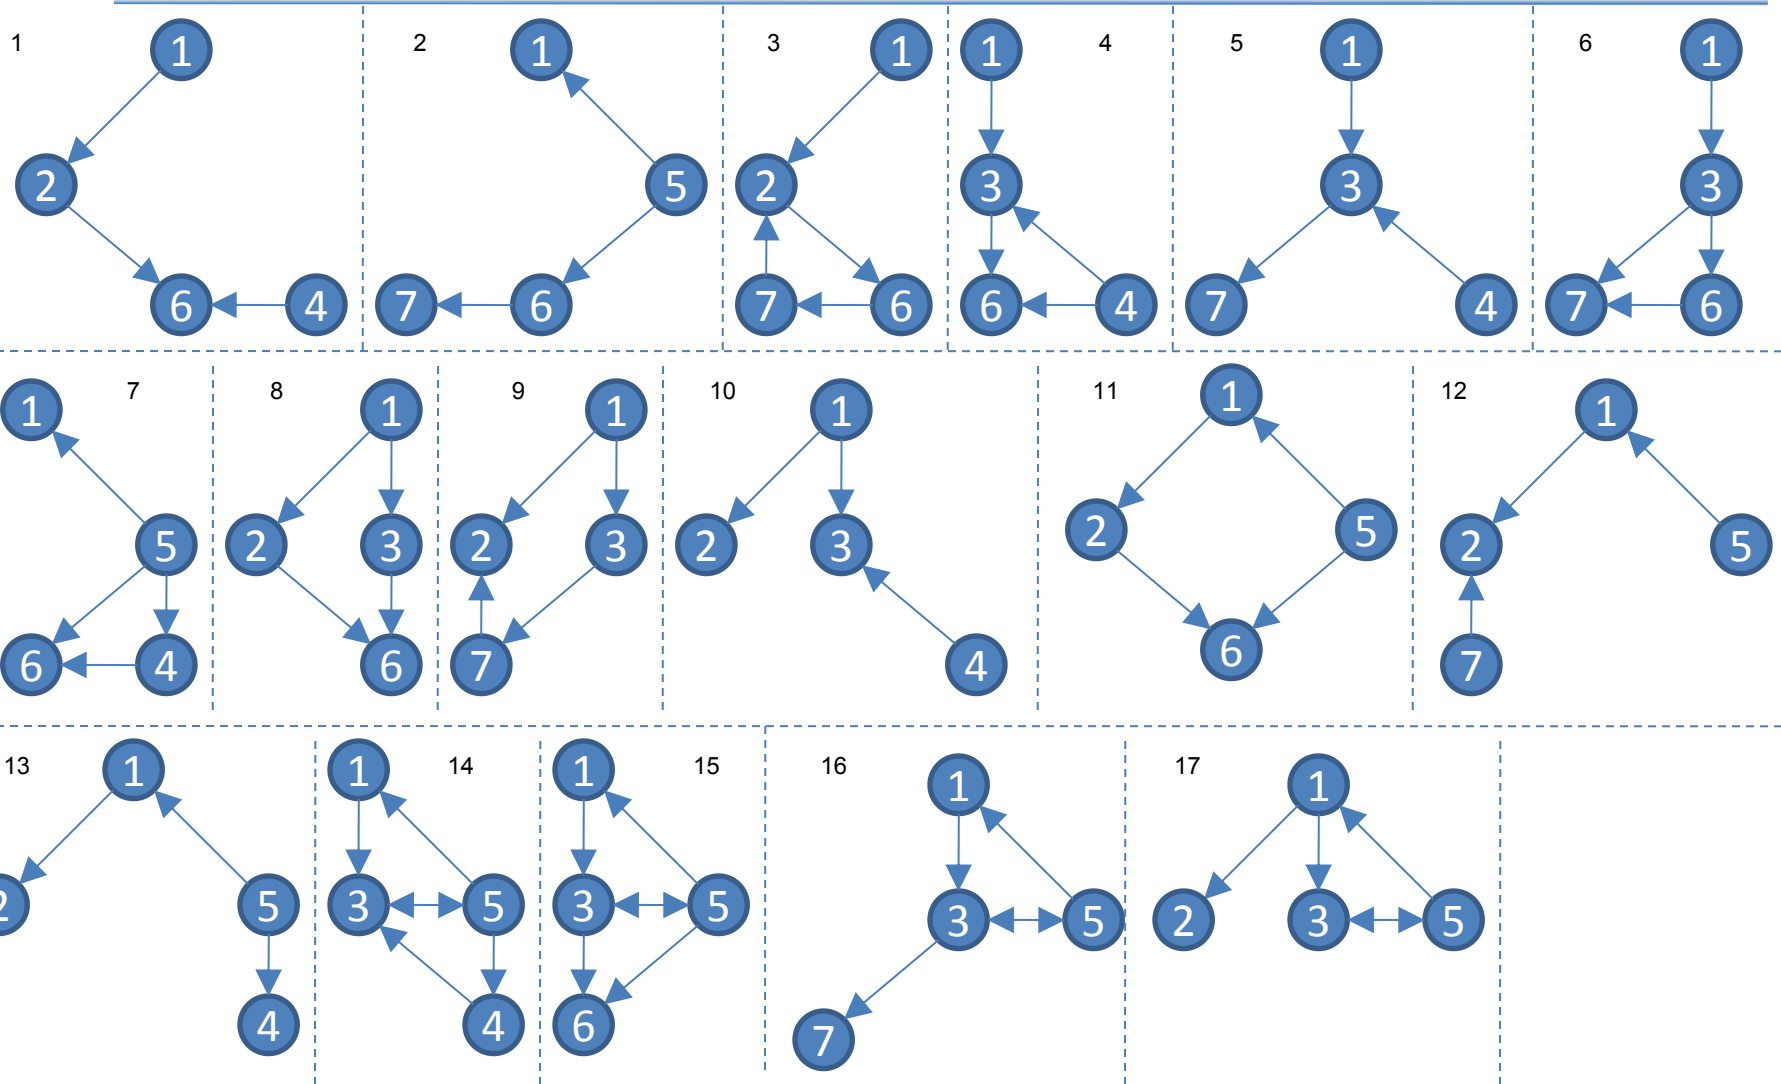 1 1 2 6 4
2 1 5 7 6
3 1 2 7 6
4 1 3 6 4
5 1 3 7 4
6 1 3 7 6
7 1 5 6 4
8 1 2 3 6
9 1 2 3 7
10 1 2 3 4
11 1 2 5 6
12 1 2 5 7
13 1 2 5 4
14 1 3 5 4
15 1 3 5 6
16 1 3 5 7
17 1 2 3 5